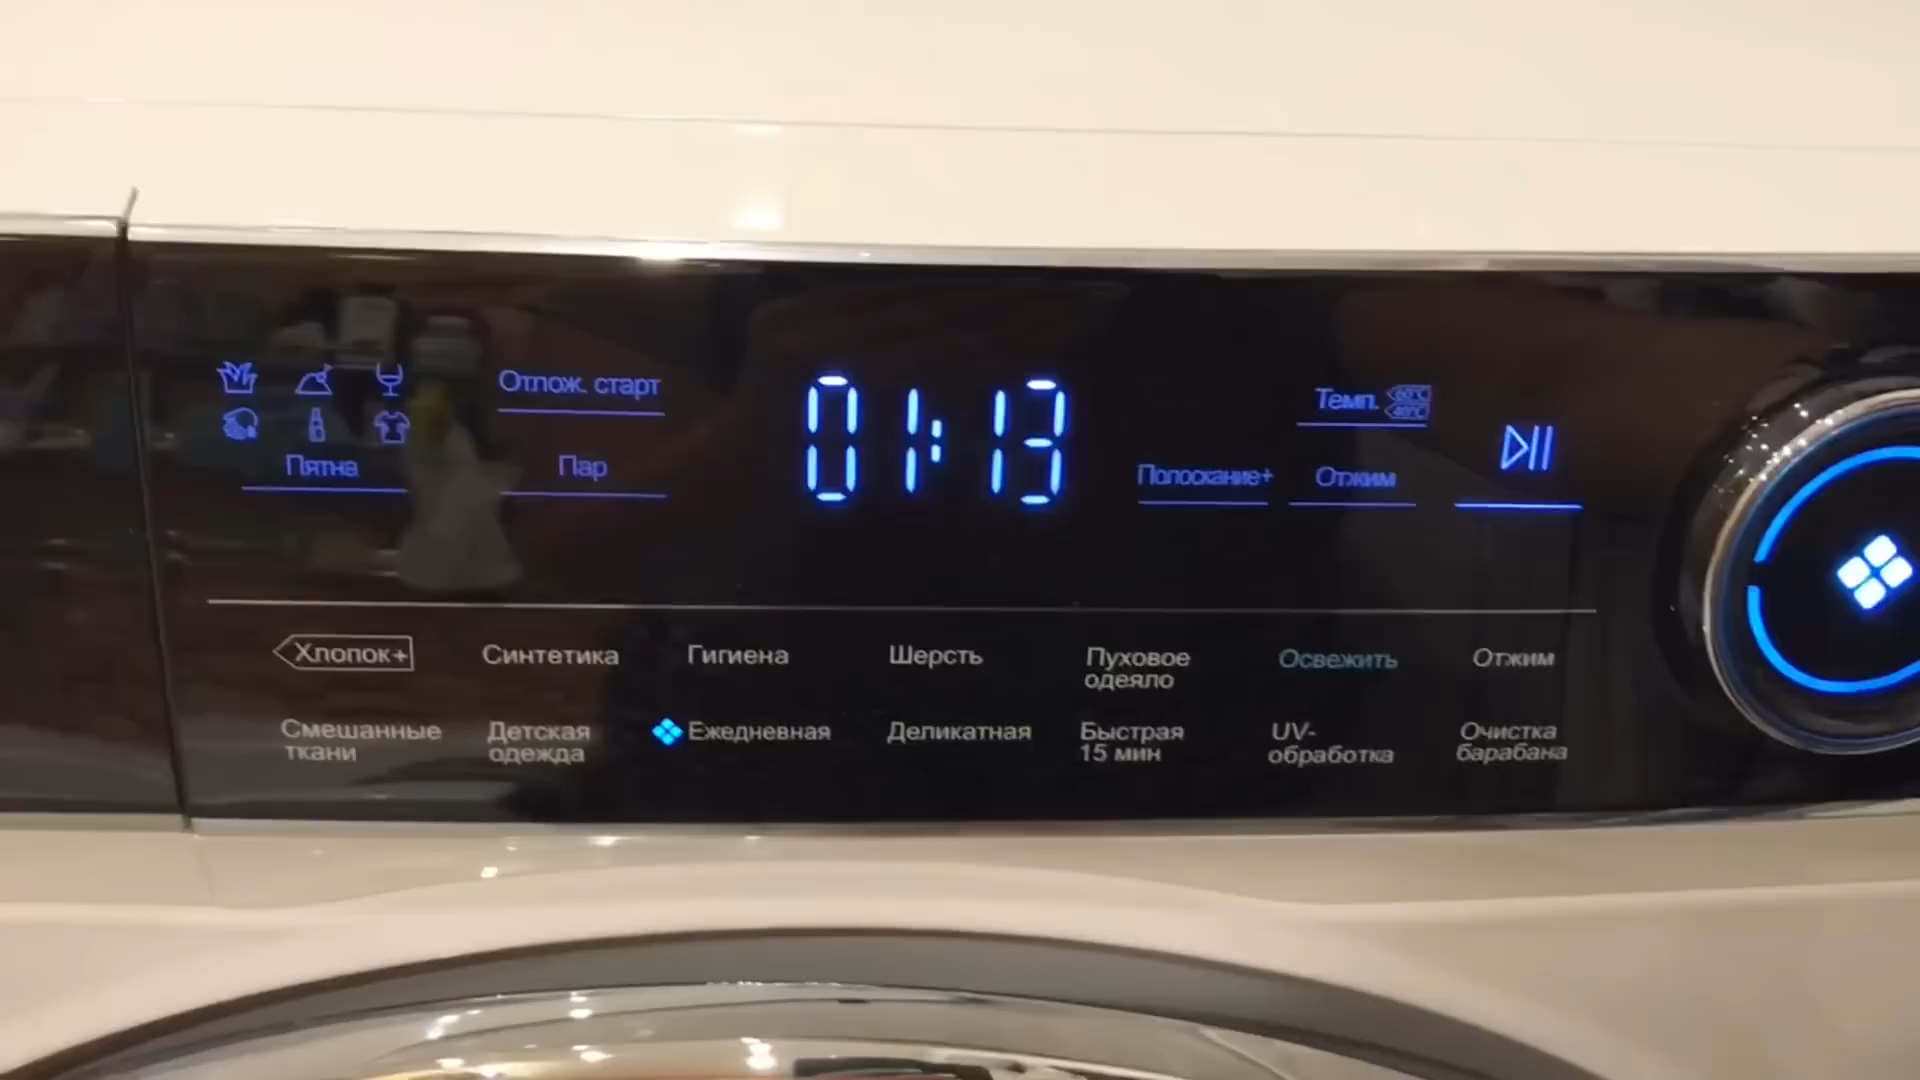 Отлож. старт
01:13
Темп. 60°C
40°C
Пятна
Пар
Полоскание+
Отжим
Хлопок+
Синтетика
Гигиена
Шерсть
Пуховое
одеяло
Освежить
Отжим
Смешанные
ткани
Детская
одежда
Ежедневная
Деликатная
Быстрая
15 мин
UV-
обработка
Очистка
барабана